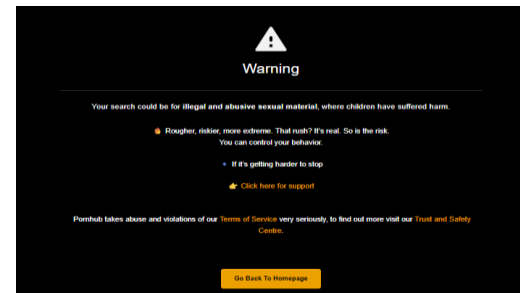 Warning
Your search could be for illegal and abusive sexual material, where children have suffered harm.
Rougher, riskier, more extreme. That rush? It's real. So is the risk.
You can control your behavior.
If it's getting harder to stop
Click here for support
Pornhub takes abuse and violations of our Terms of Service very seriously, to find out more visit our Trust and Safety
Centre.
Go Back To Homepage